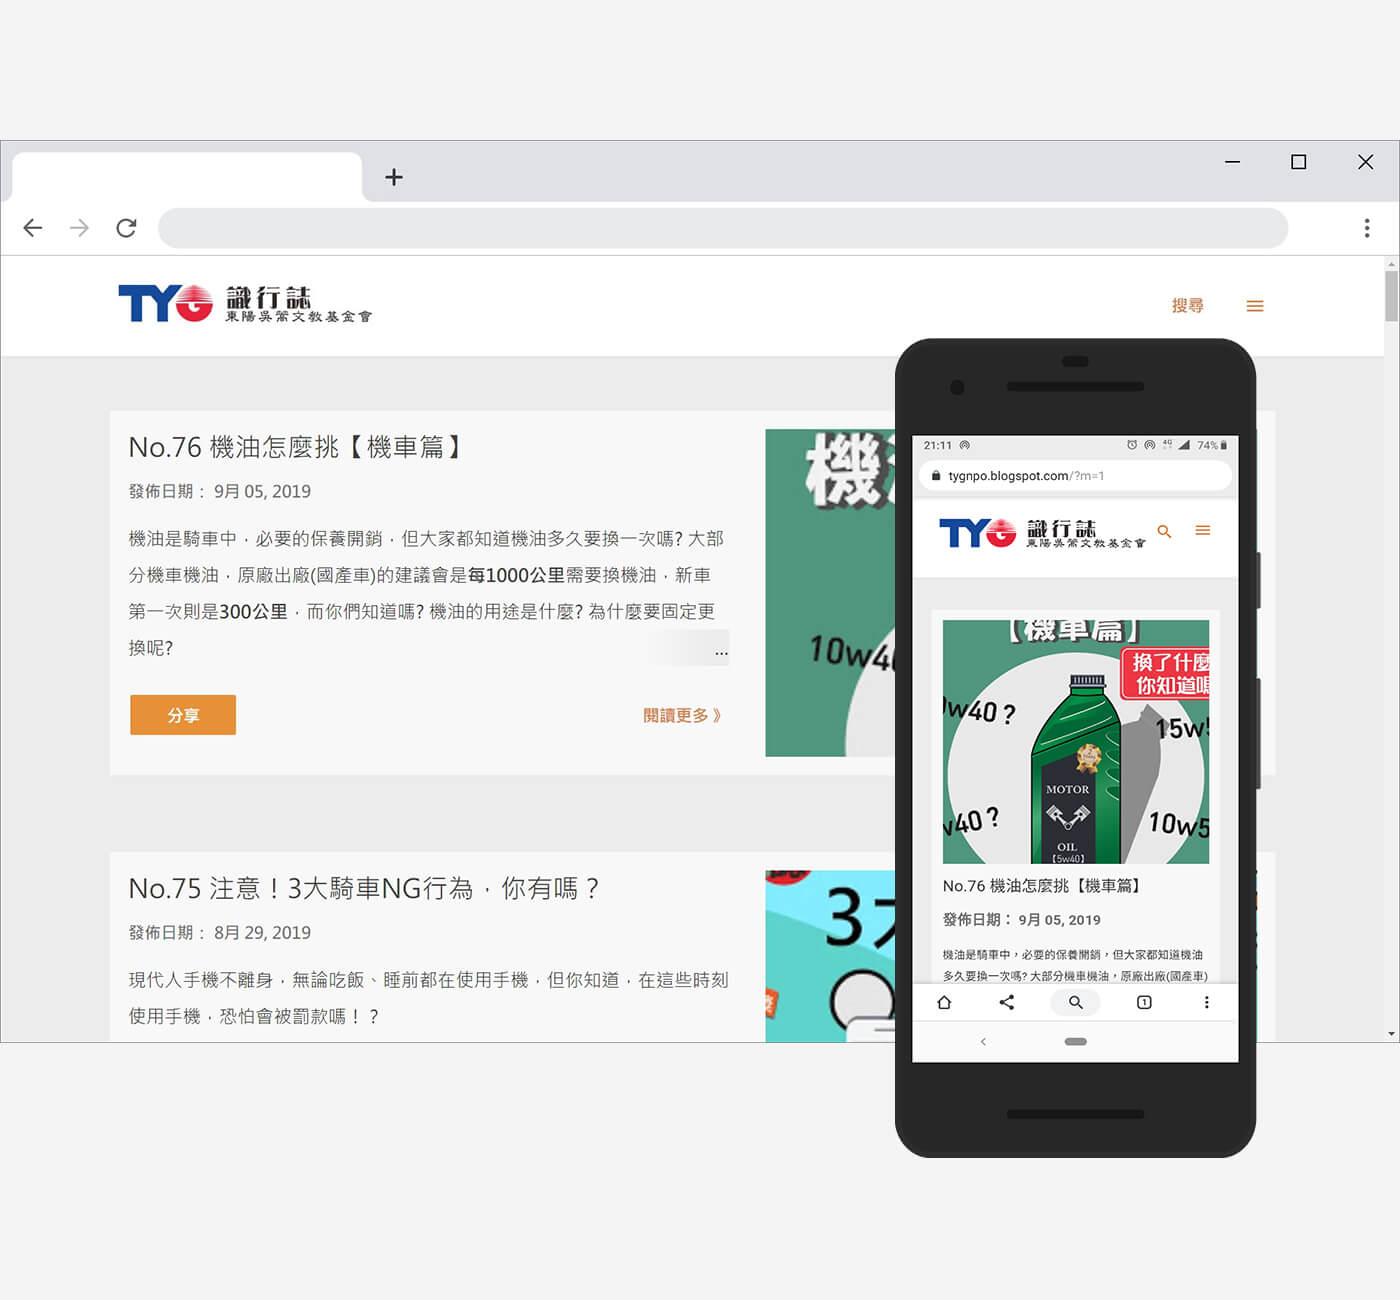 TYG 識行誌
東陽吳篙文教基金會
搜尋
No.76 機油怎麼挑【機車篇】
發佈日期： 9月 05, 2019
機油是騎車中，必要的保養開銷，但大家都知道機油多久要換一次嗎? 大部
分機車機油，原廠出廠(國產車)的建議會是每1000公里需要換機油，新車
第一次則是300公里，而你們知道嗎? 機油的用途是什麼? 為什麼要固定更
換呢?
...
分享
閱讀更多 》
機
10w40
No.75 注意！3大騎車NG行為，你有嗎？
發佈日期： 8月 29, 2019
現代人手機不離身，無論吃飯、睡前都在使用手機，但你知道，在這些時刻
使用手機，恐怕會被罰款嗎！？
3大
21:11
4G
74%
tygnpo.blogspot.com/?m=1
TYG 識行誌
東陽吳篙文教基金會
【機車篇】
換了什麼
你知道嗎
0w40 ?
15w5
MOTOR
w40 ?
10w5
OIL
【5w40】
No.76 機油怎麼挑【機車篇】
發佈日期： 9月 05, 2019
機油是騎車中，必要的保養開銷，但大家都知道機油
多久要換一次嗎? 大部分機車機油，原廠出廠(國產車)
1